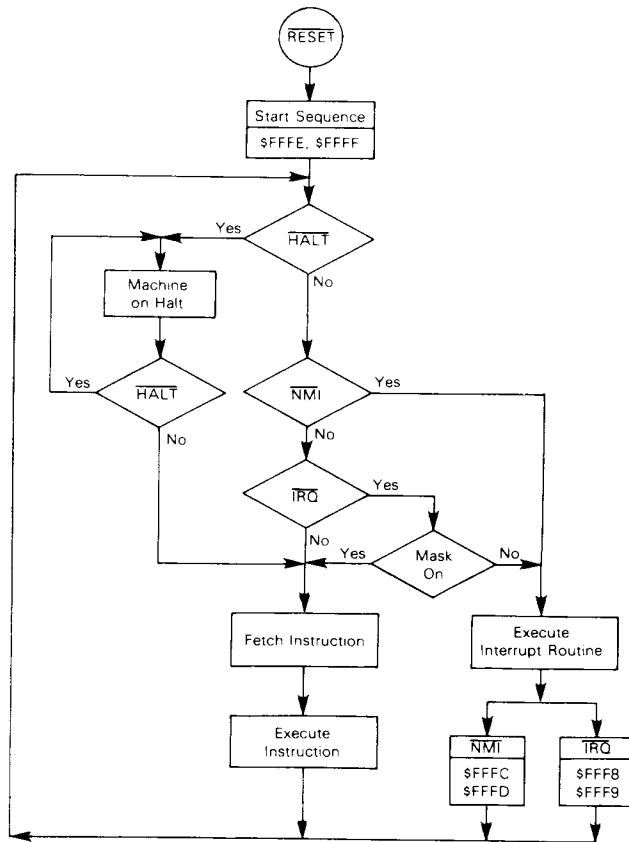 RESET
Start Sequence
$FFFE, $FFFF
Yes
HALT
No
Machine
on Halt
Yes
HALT
No
NMI
Yes
No
IRQ
Yes
No
Yes
Mask
On
No
Fetch Instruction
Execute
Interrupt Routine
Execute
Instruction
NMI
$FFFC
$FFFD
IRQ
$FFF8
$FFF9